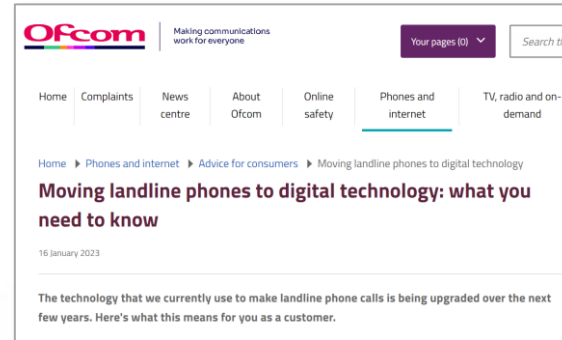 Ofcom
Making communications
work for everyone
Your pages (0)
Search
Home
Complaints
News
centre
About
Ofcom
Online
safety
Phones and
internet
TV, radio and on-
demand
Home Phones and internet Advice for consumers Moving landline phones to digital technology
Moving landline phones to digital technology: what you
need to know
16 January 2023
The technology that we currently use to make landline phone calls is being upgraded over the next
few years. Here's what this means for you as a customer.